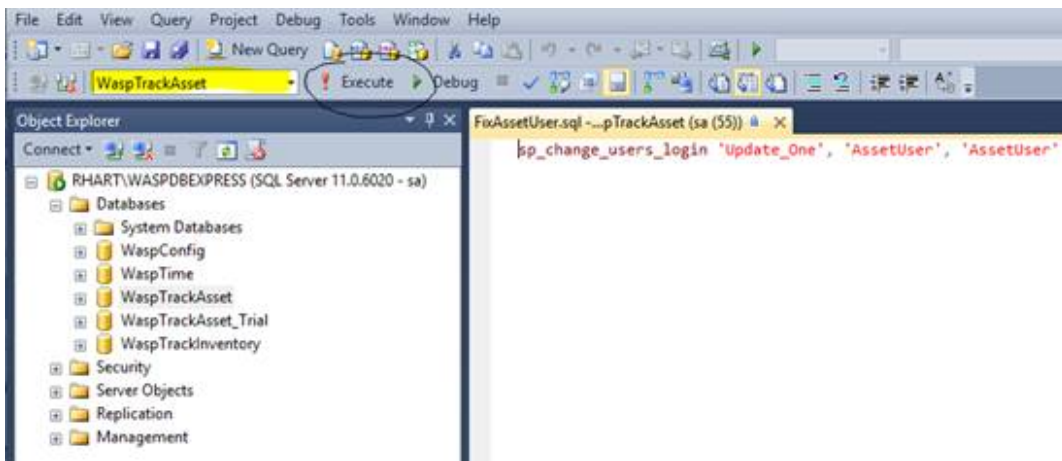 File Edit View Query Project Debug Tools Window Help
New Query
WaspTrackAsset Execute Debug
Object Explorer
Connect
RHART\WASPDBEXPRESS (SQL Server 11.0.6020 - sa)
Databases
System Databases
WaspConfig
WaspTime
WaspTrackAsset
WaspTrackAsset_Trial
WaspTrackInventory
Security
Server Objects
Replication
Management
FixAssetUser.sql -...pTrackAsset (sa (55))
sp_change_users_login 'Update_One', 'AssetUser', 'AssetUser'